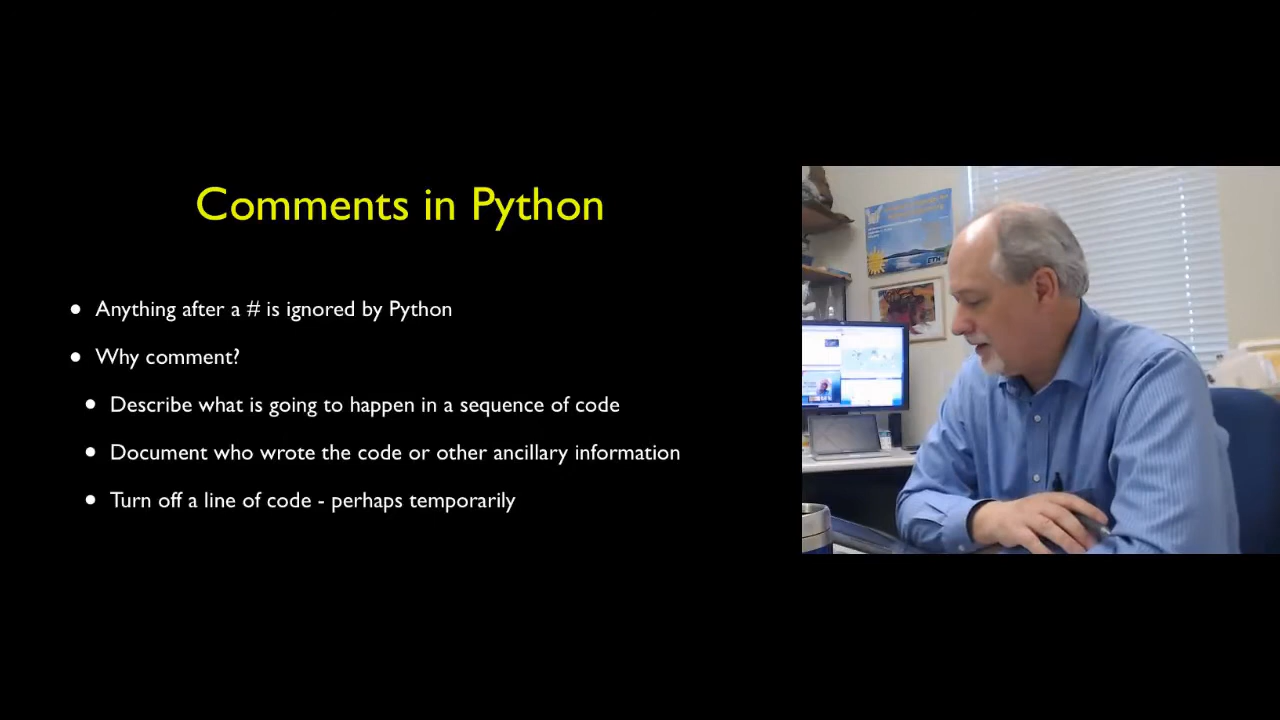 Comments in Python
Anything after a # is ignored by Python
Why comment?
Describe what is going to happen in a sequence of code
Document who wrote the code or other ancillary information
Turn off a line of code - perhaps temporarily